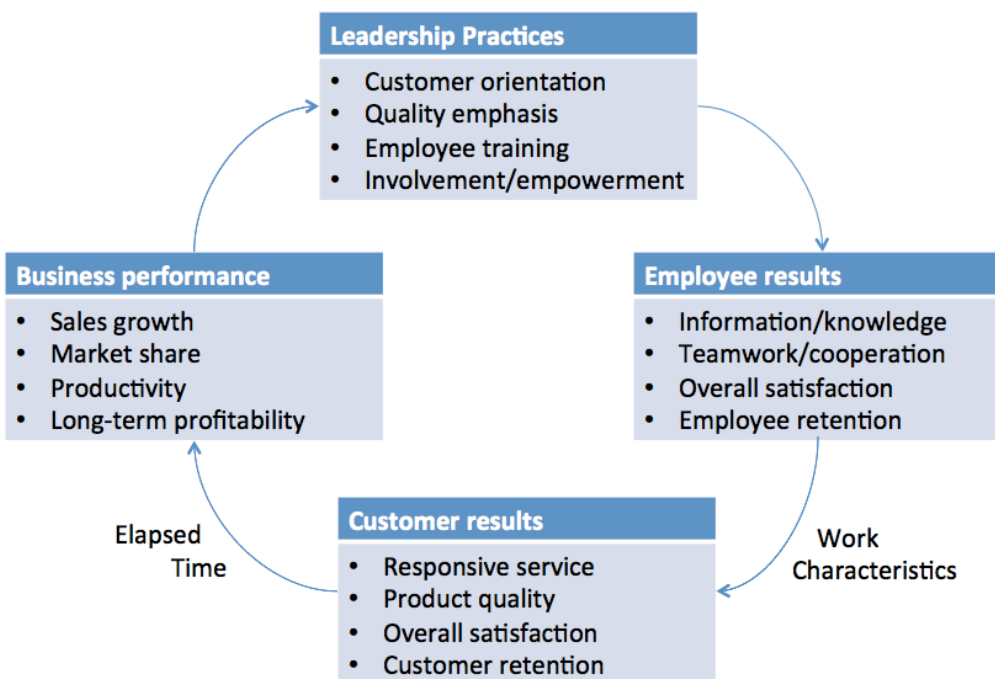 Leadership Practices
• Customer orientation
• Quality emphasis
• Employee training
• Involvement/empowerment
Business performance
• Sales growth
• Market share
• Productivity
• Long-term profitability
Employee results
• Information/knowledge
• Teamwork/cooperation
• Overall satisfaction
• Employee retention
Elapsed
Time
Customer results
• Responsive service
• Product quality
• Overall satisfaction
• Customer retention
Work
Characteristics